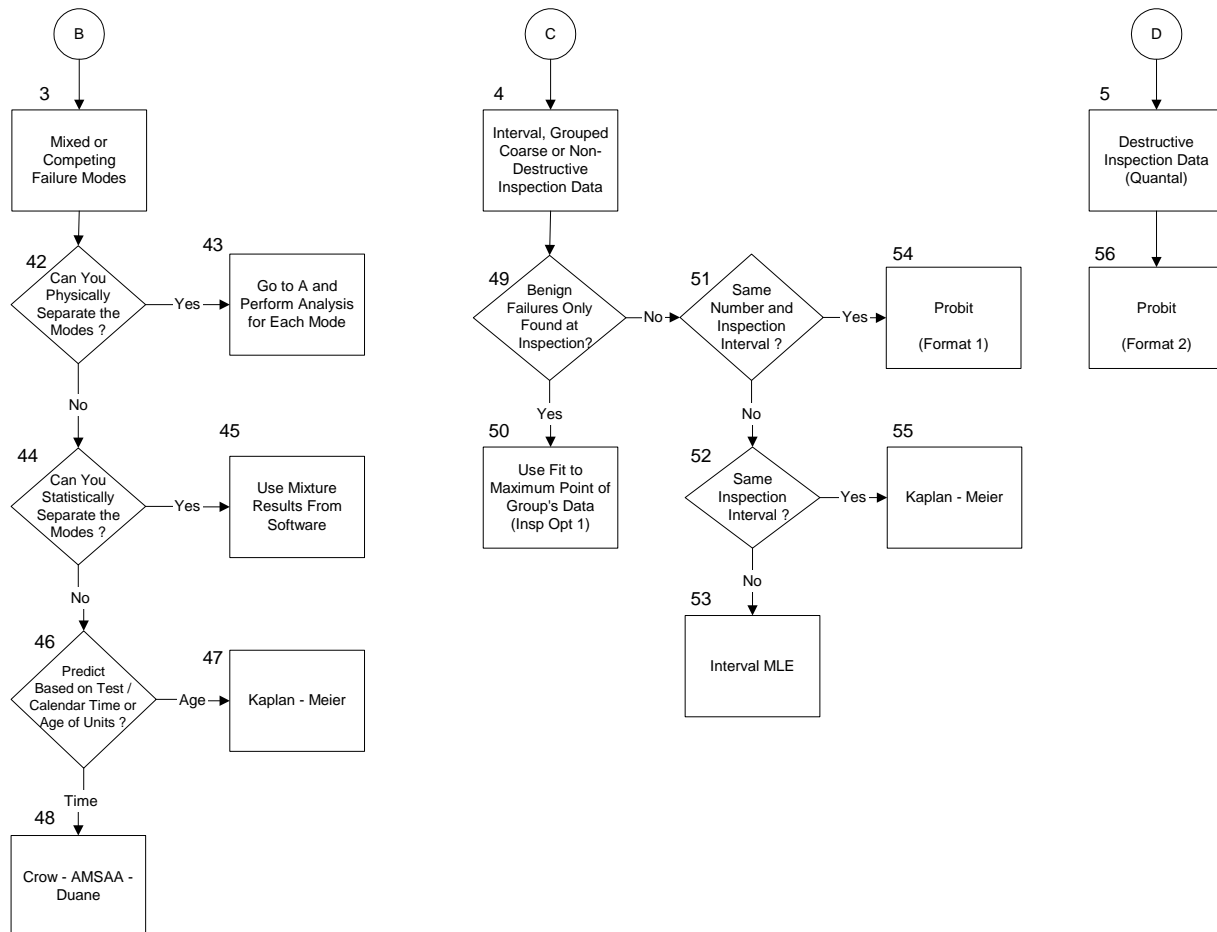 B
3
Mixed or
Competing
Failure Modes
42
Can You
Physically
Separate the
Modes ?
Yes
43
Go to A and
Perform Analysis
for Each Mode
No
44
Can You
Statistically
Separate the
Modes ?
Yes
45
Use Mixture
Results From
Software
No
46
Predict
Based on Test /
Calendar Time or
Age of Units ?
Age
47
Kaplan - Meier
Time
48
Crow - AMSAA -
Duane
C
4
Interval, Grouped
Coarse or Non-
Destructive
Inspection Data
49
Benign
Failures Only
Found at
Inspection?
No
Yes
50
Use Fit to
Maximum Point of
Group's Data
(Insp Opt 1)
51
Same
Number and
Inspection
Interval ?
Yes
54
Probit
(Format 1)
No
52
Same
Inspection
Interval ?
Yes
55
Kaplan - Meier
No
53
Interval MLE
D
5
Destructive
Inspection Data
(Quantal)
56
Probit
(Format 2)